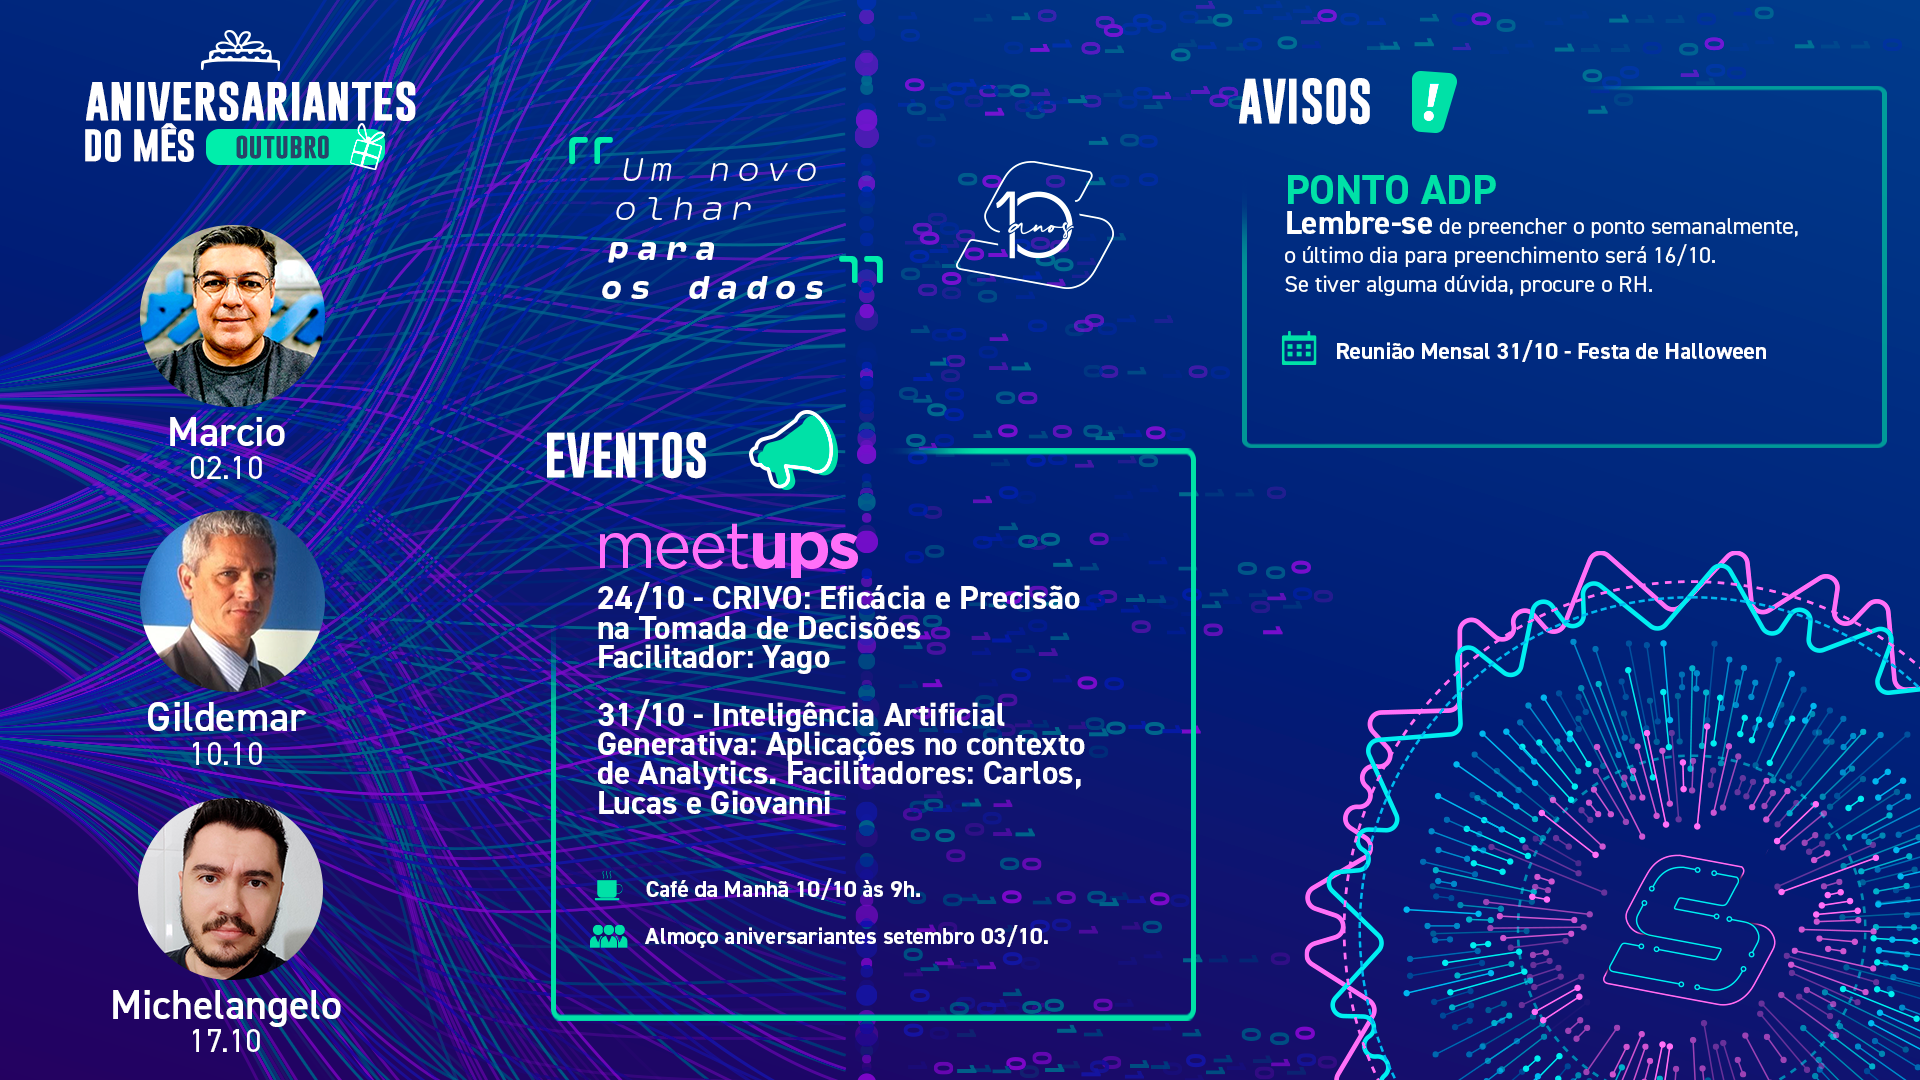 ANIVERSARIANTES
DO MÊS OUTUBRO
Marcio
02.10
Gildemar
10.10
Michelangelo
17.10
Um novo
olhar
para
os dados
10
anos
EVENTOS
meetups
24/10 - CRIVO: Eficácia e Precisão
na Tomada de Decisões
Facilitador: Yago
31/10 - Inteligência Artificial
Generativa: Aplicações no contexto
de Analytics. Facilitadores: Carlos,
Lucas e Giovanni
Café da Manhã 10/10 às 9h.
Almoço aniversariantes setembro 03/10.
AVISOS !
PONTO ADP
Lembre-se de preencher o ponto semanalmente,
o último dia para preenchimento será 16/10.
Se tiver alguma dúvida, procure o RH.
Reunião Mensal 31/10 - Festa de Halloween